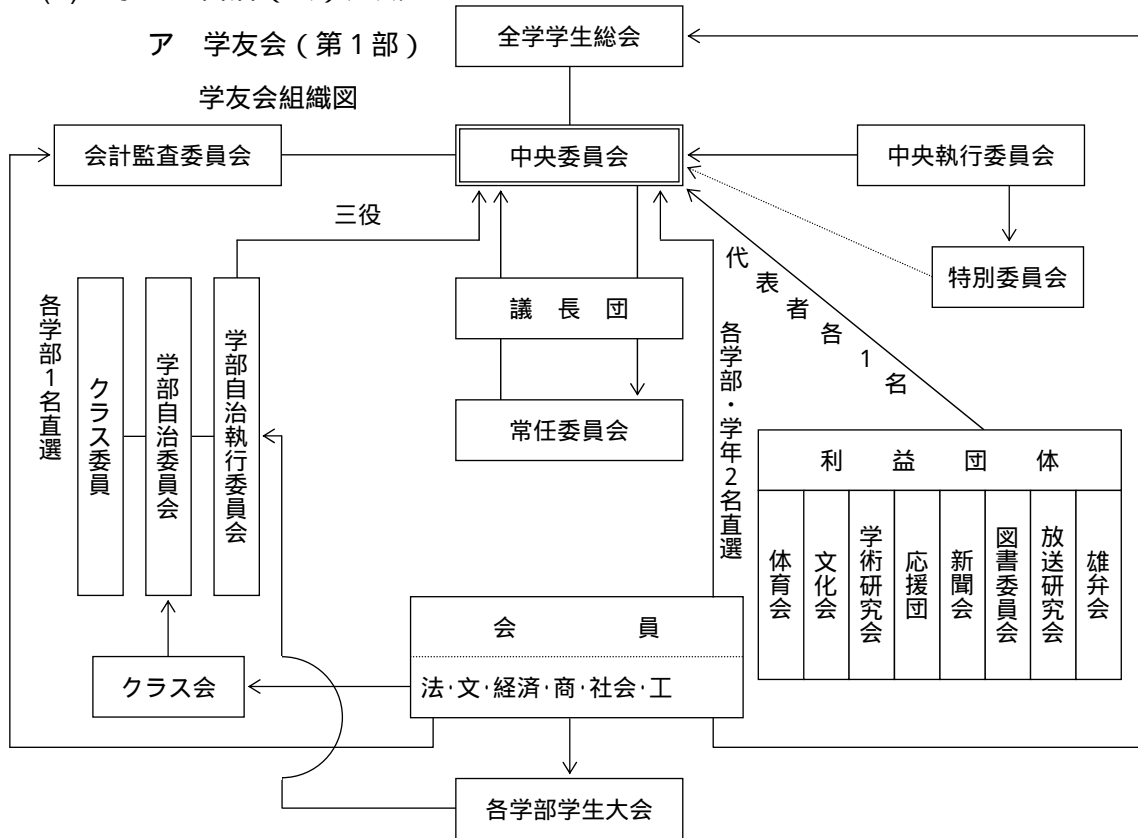 ア 学友会（第１部）
学友会組織図
全学学生総会
会計監査委員会
中央委員会
中央執行委員会
三役
特別委員会
議長団
代表者各１名
各学部１名直選
クラス委員
学部自治委員会
学部自治執行委員会
常任委員会
各学部・学年２名直選
利益団体
体育会
文化会
学術研究会
応援団
新聞会
図書委員会
放送研究会
雄弁会
会員
法・文・経済・商・社会・工
クラス会
各学部学生大会